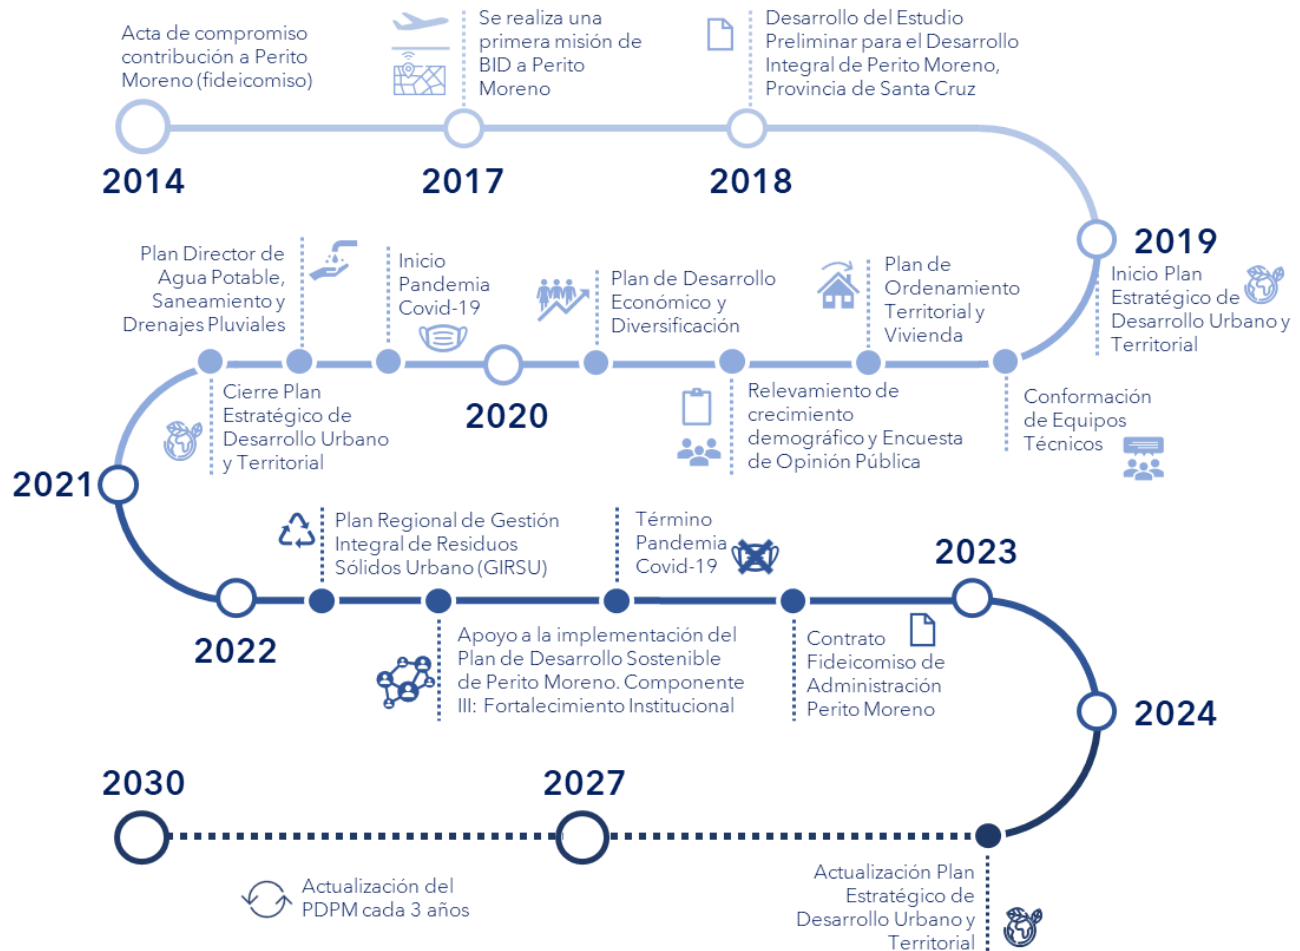 Acta de compromiso
contribución a Perito
Moreno (fideicomiso)
2014
Se realiza una
primera misión de
BID a Perito
Moreno
2017
Desarrollo del Estudio
Preliminar para el Desarrollo
Integral de Perito Moreno,
Provincia de Santa Cruz
2018
2019
Inicio Plan
Estratégico de
Desarrollo Urbano y
Territorial
Conformación
de Equipos
Técnicos
Plan de
Ordenamiento
Territorial y
Vivienda
Relevamiento de
crecimiento
demográfico y Encuesta
de Opinión Pública
Plan de Desarrollo
Económico y
Diversificación
2020
Inicio
Pandemia
Covid-19
Plan Director de
Agua Potable,
Saneamiento y
Drenajes Pluviales
Cierre Plan
Estratégico de
Desarrollo Urbano
y Territorial
2021
2022
Plan Regional de Gestión
Integral de Residuos
Sólidos Urbano (GIRSU)
Apoyo a la implementación del
Plan de Desarrollo Sostenible
de Perito Moreno. Componente
III: Fortalecimiento Institucional
Término
Pandemia
Covid-19
Contrato
Fideicomiso de
Administración
Perito Moreno
2023
2024
Actualización Plan
Estratégico de
Desarrollo Urbano y
Territorial
2027
2030
Actualización del
PDPM cada 3 años